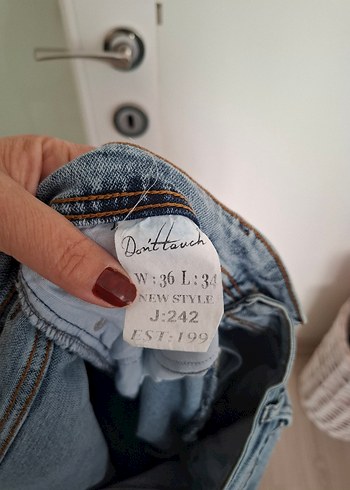 Don't touch
W : 36 L : 34
NEW STYLE
J:242
EST:199